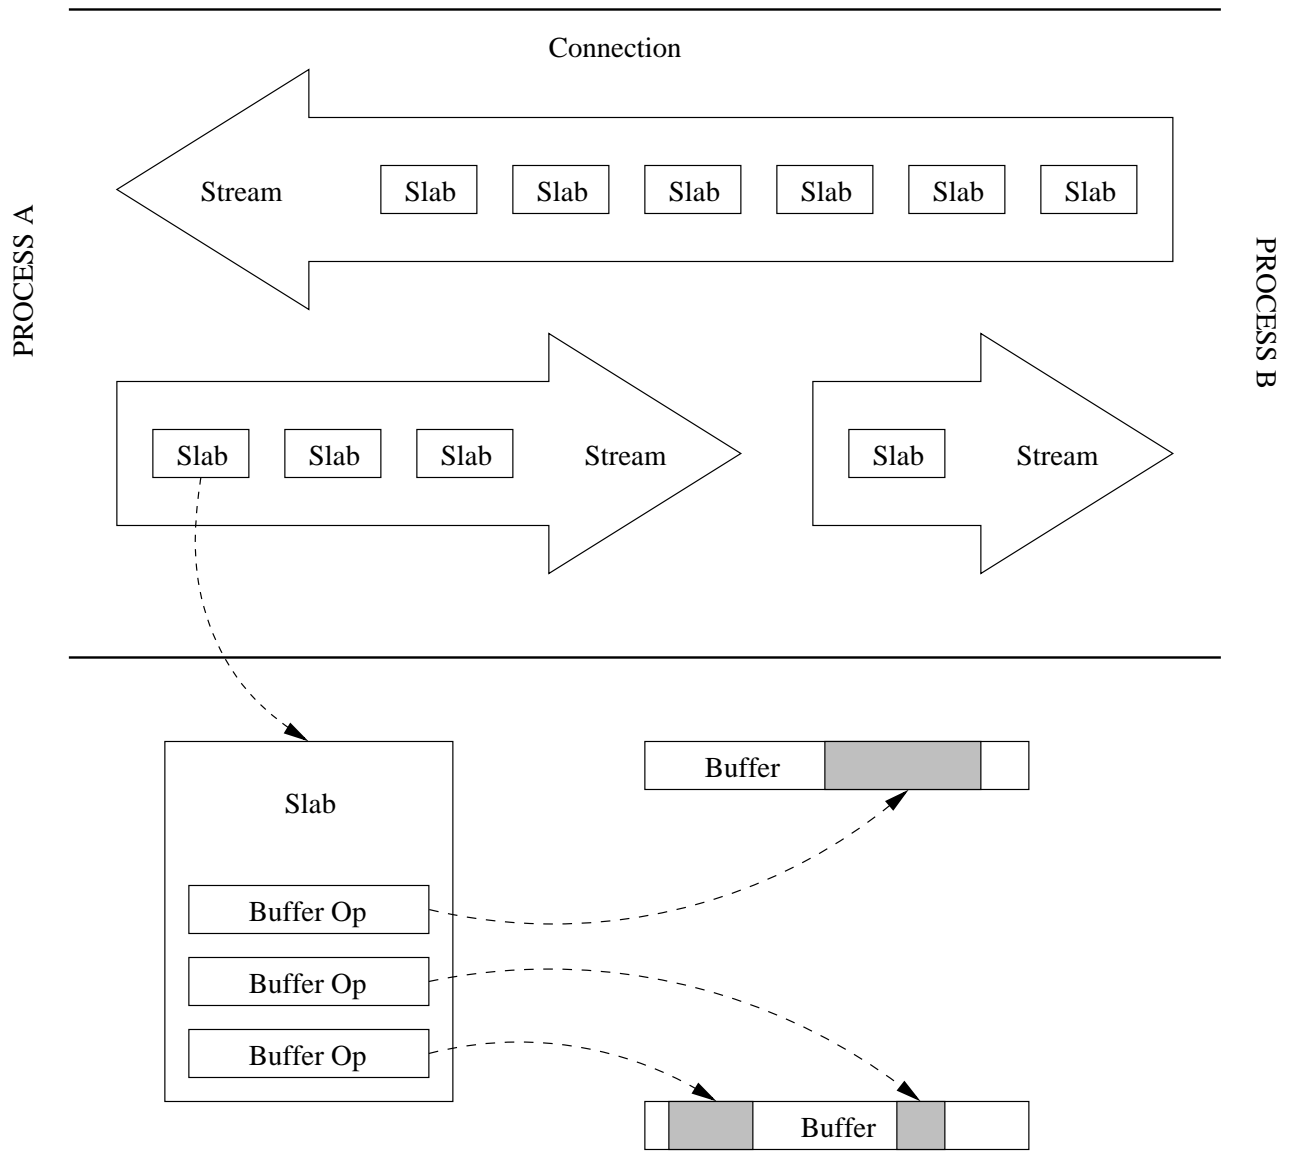 Connection
Stream Slab Slab Slab Slab Slab Slab
PROCESS A
PROCESS B
Slab Slab Slab Stream Slab Stream
Slab
Buffer
Buffer Op
Buffer Op
Buffer Op
Buffer